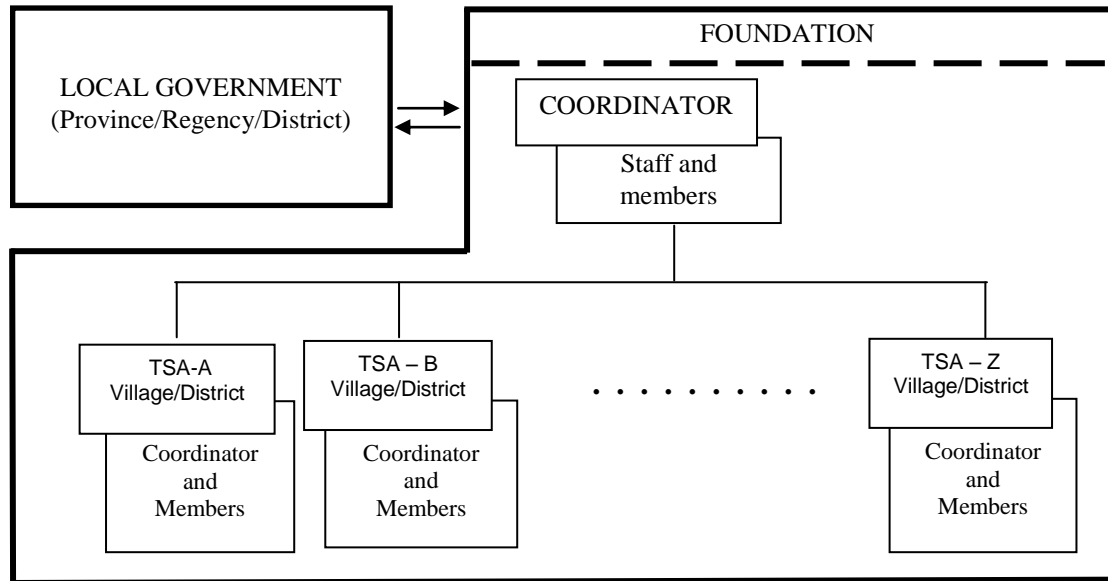 FOUNDATION
LOCAL GOVERNMENT
(Province/Regency/District)
COORDINATOR
Staff and
members
TSA-A
Village/District
Coordinator
and
Members
TSA – B
Village/District
Coordinator
and
Members
. . . . . . . . . .
TSA – Z
Village/District
Coordinator
and
Members